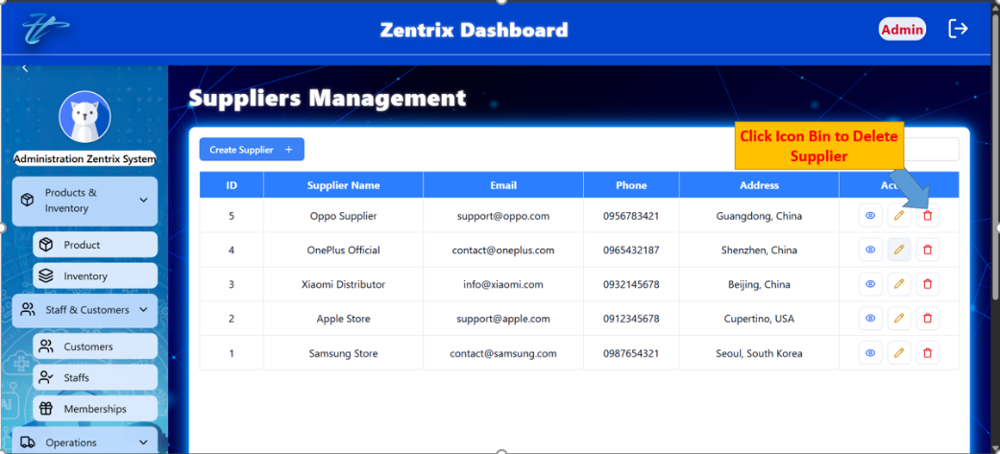 Zentrix Dashboard
Admin
Administration Zentrix System
Products &
Inventory
Product
Inventory
Staff & Customers
Customers
Staffs
Memberships
Operations
Suppliers Management
Create Supplier +
Click Icon Bin to Delete
Supplier
ID Supplier Name Email Phone Address
5 Oppo Supplier support@oppo.com 0956783421 Guangdong, China
4 OnePlus Official contact@oneplus.com 0965432187 Shenzhen, China
3 Xiaomi Distributor info@xiaomi.com 0932145678 Beijing, China
2 Apple Store support@apple.com 0912345678 Cupertino, USA
1 Samsung Store contact@samsung.com 0987654321 Seoul, South Korea